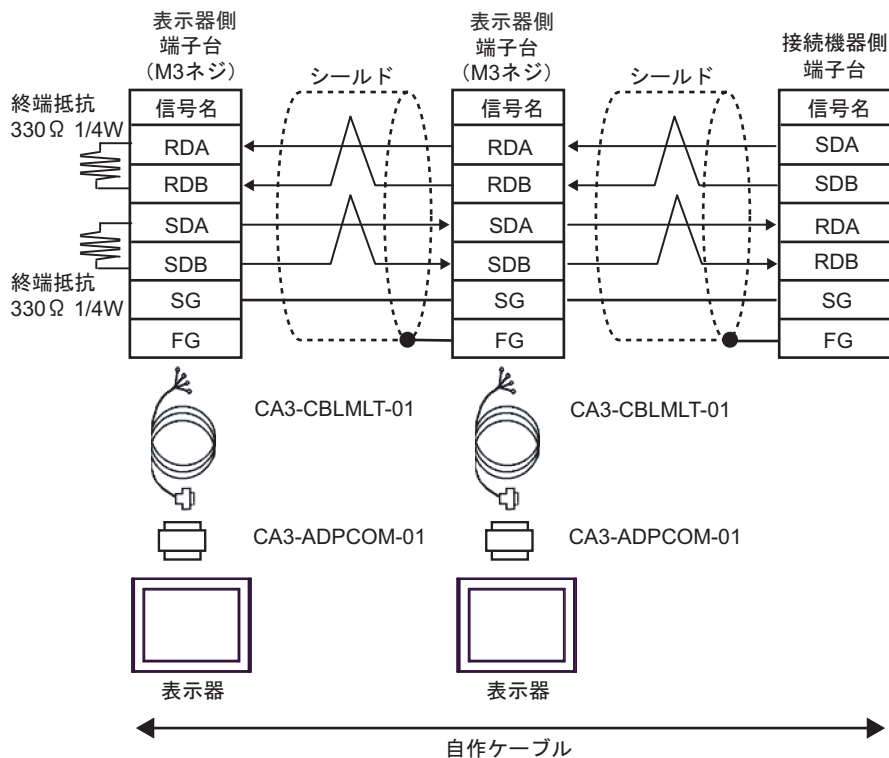 表示器側
端子台
(M3ネジ)
シールド
表示器側
端子台
(M3ネジ)
シールド
接続機器側
端子台
終端抵抗
330Ω 1/4W
終端抵抗
330Ω 1/4W
信号名
RDA
RDB
SDA
SDB
SG
FG
信号名
RDA
RDB
SDA
SDB
SG
FG
信号名
SDA
SDB
RDA
RDB
SG
FG
CA3-CBLMLT-01
CA3-CBLMLT-01
CA3-ADPCOM-01
CA3-ADPCOM-01
表示器
表示器
自作ケーブル